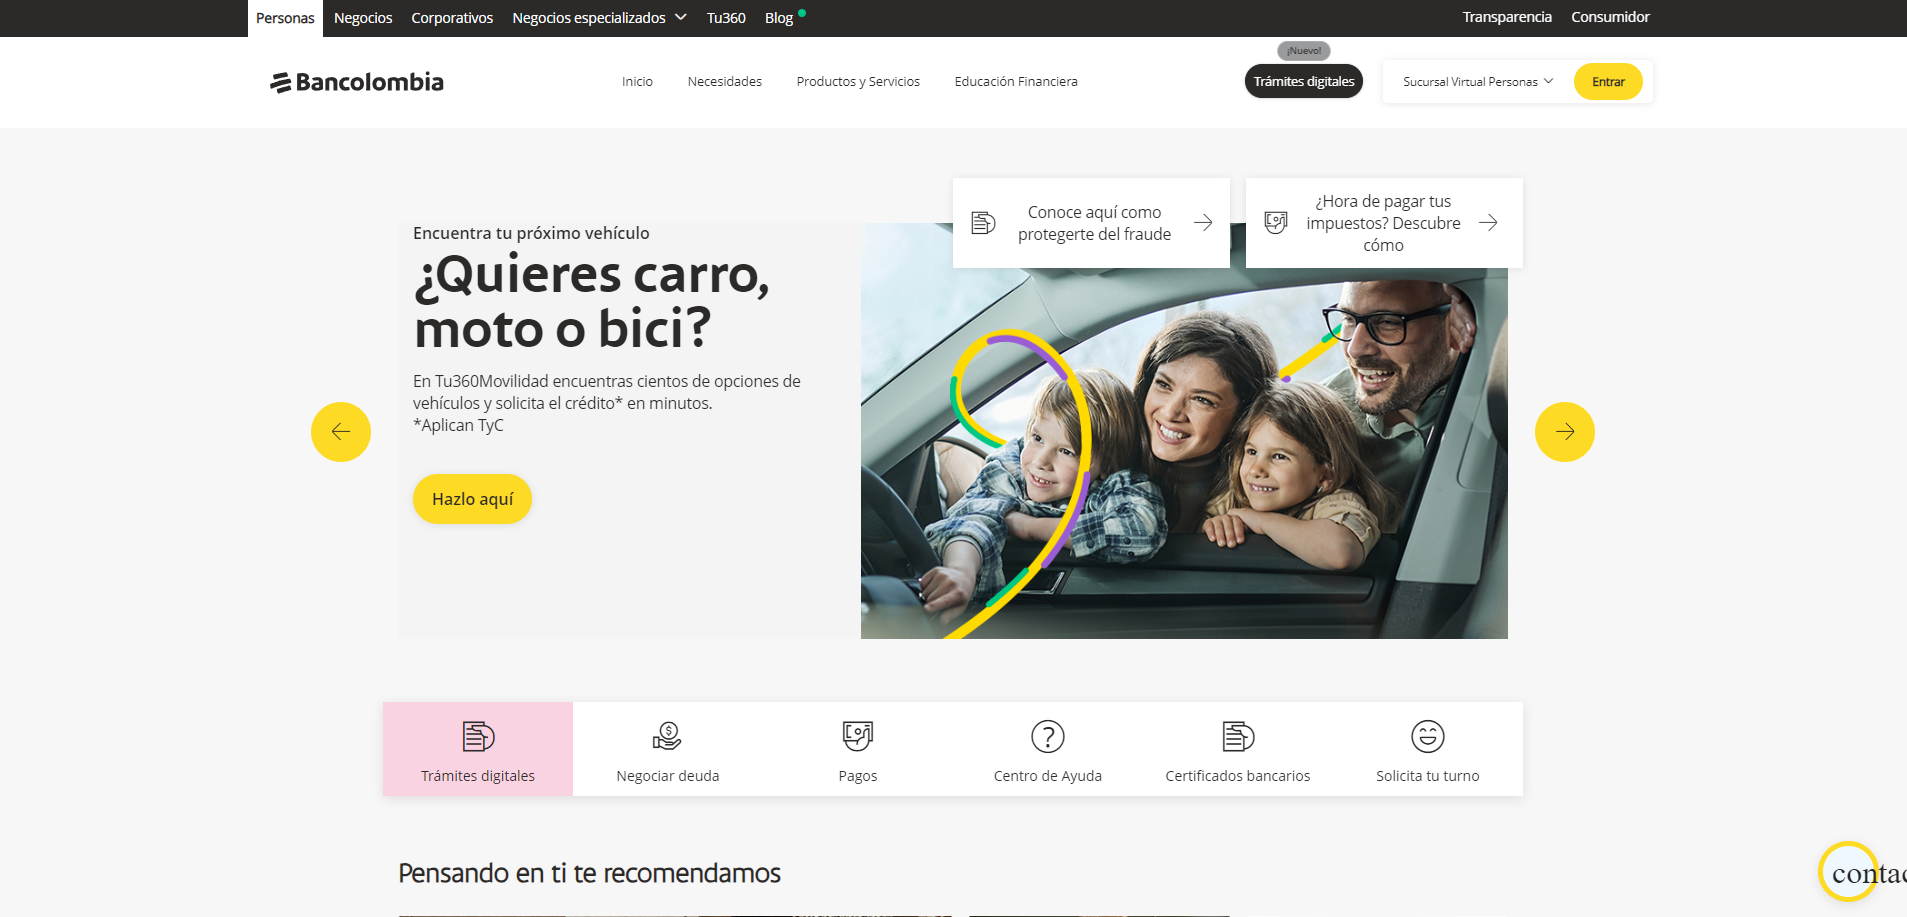 Personas Negocios Corporativos Negocios especializados Tu360 Blog Transparencia Consumidor
¡Nuevo!
Bancolombia Inicio Necesidades Productos y Servicios Educación Financiera Trámites digitales Sucursal Virtual Personas Entrar
Conoce aquí como
protegerte del fraude
¿Hora de pagar tus
impuestos? Descubre
cómo
Encuentra tu próximo vehículo
¿Quieres carro,
moto o bici?
En Tu360Movilidad encuentras cientos de opciones de
vehículos y solicita el crédito* en minutos.
*Aplican TyC
Hazlo aquí
Trámites digitales Negociar deuda Pagos Centro de Ayuda Certificados bancarios Solicita tu turno
Pensando en ti te recomendamos
contac